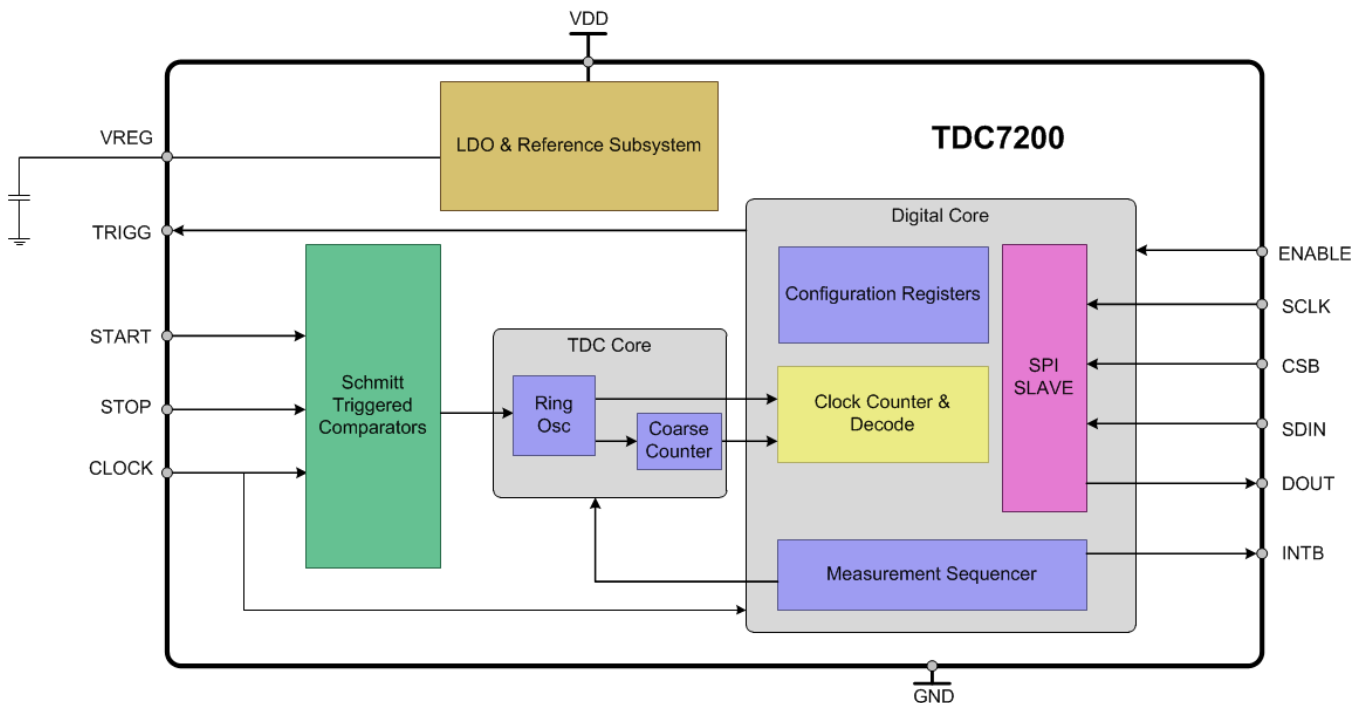 VDD
TDC7200
VREG
LDO & Reference Subsystem
TRIGG
Digital Core
ENABLE
Configuration Registers
SCLK
START
TDC Core
SPI
SLAVE
CSB
Schmitt
Triggered
Comparators
STOP
Ring
Osc
Coarse
Counter
Clock Counter &
Decode
SDIN
CLOCK
DOUT
Measurement Sequencer
INTB
GND